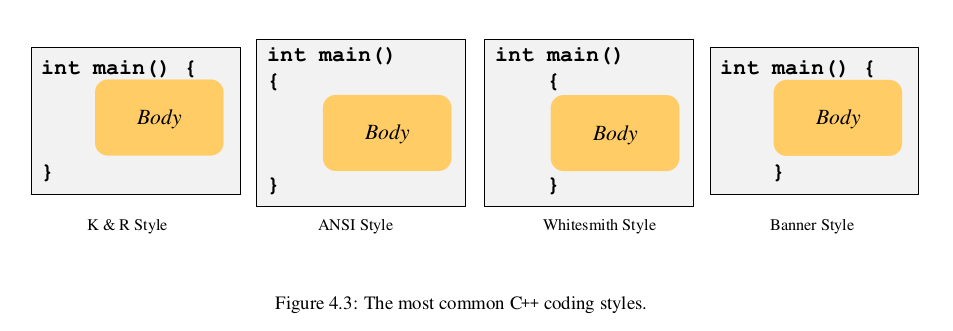 int main() {
Body
}
K & R Style
int main()
{
Body
}
ANSI Style
int main()
{
Body
}
Whitesmith Style
int main() {
Body
}
Banner Style
Figure 4.3: The most common C++ coding styles.